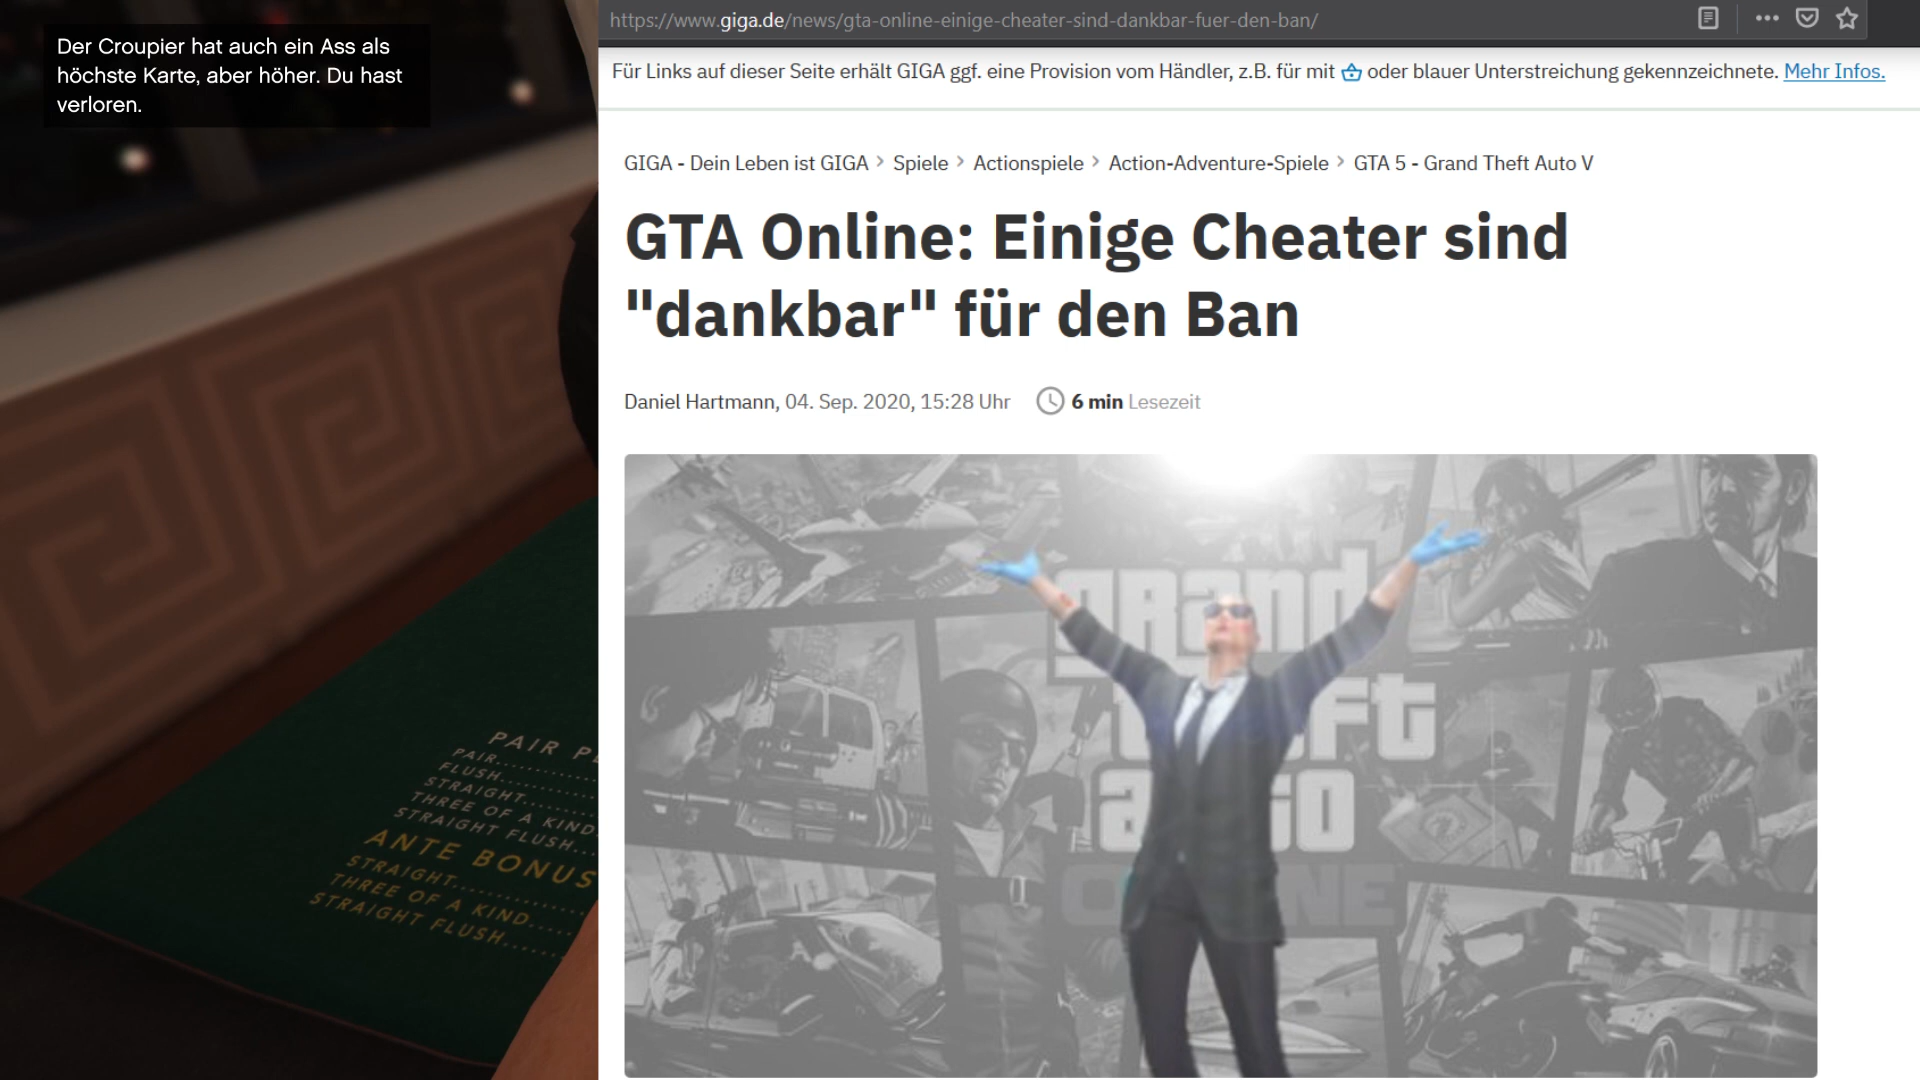 Der Croupier hat auch ein Ass als
höchste Karte, aber höher. Du hast
verloren.
PAIR
PAIR
FLUSH
STRAIGHT
THREE OF A KIND
STRAIGHT FLUSH
ANTE BONUS
STRAIGHT
THREE OF A KIND
STRAIGHT FLUSH
https://www.giga.de/news/gta-online-einige-cheater-sind-dankbar-fuer-den-ban/
Für Links auf dieser Seite erhält GIGA ggf. eine Provision vom Händler, z.B. für mit oder blauer Unterstreichung gekennzeichnete. Mehr Infos.
GIGA - Dein Leben ist GIGA > Spiele > Actionspiele > Action-Adventure-Spiele > GTA 5 - Grand Theft Auto V
GTA Online: Einige Cheater sind
"dankbar" für den Ban
Daniel Hartmann, 04. Sep. 2020, 15:28 Uhr 6 min Lesezeit
grand